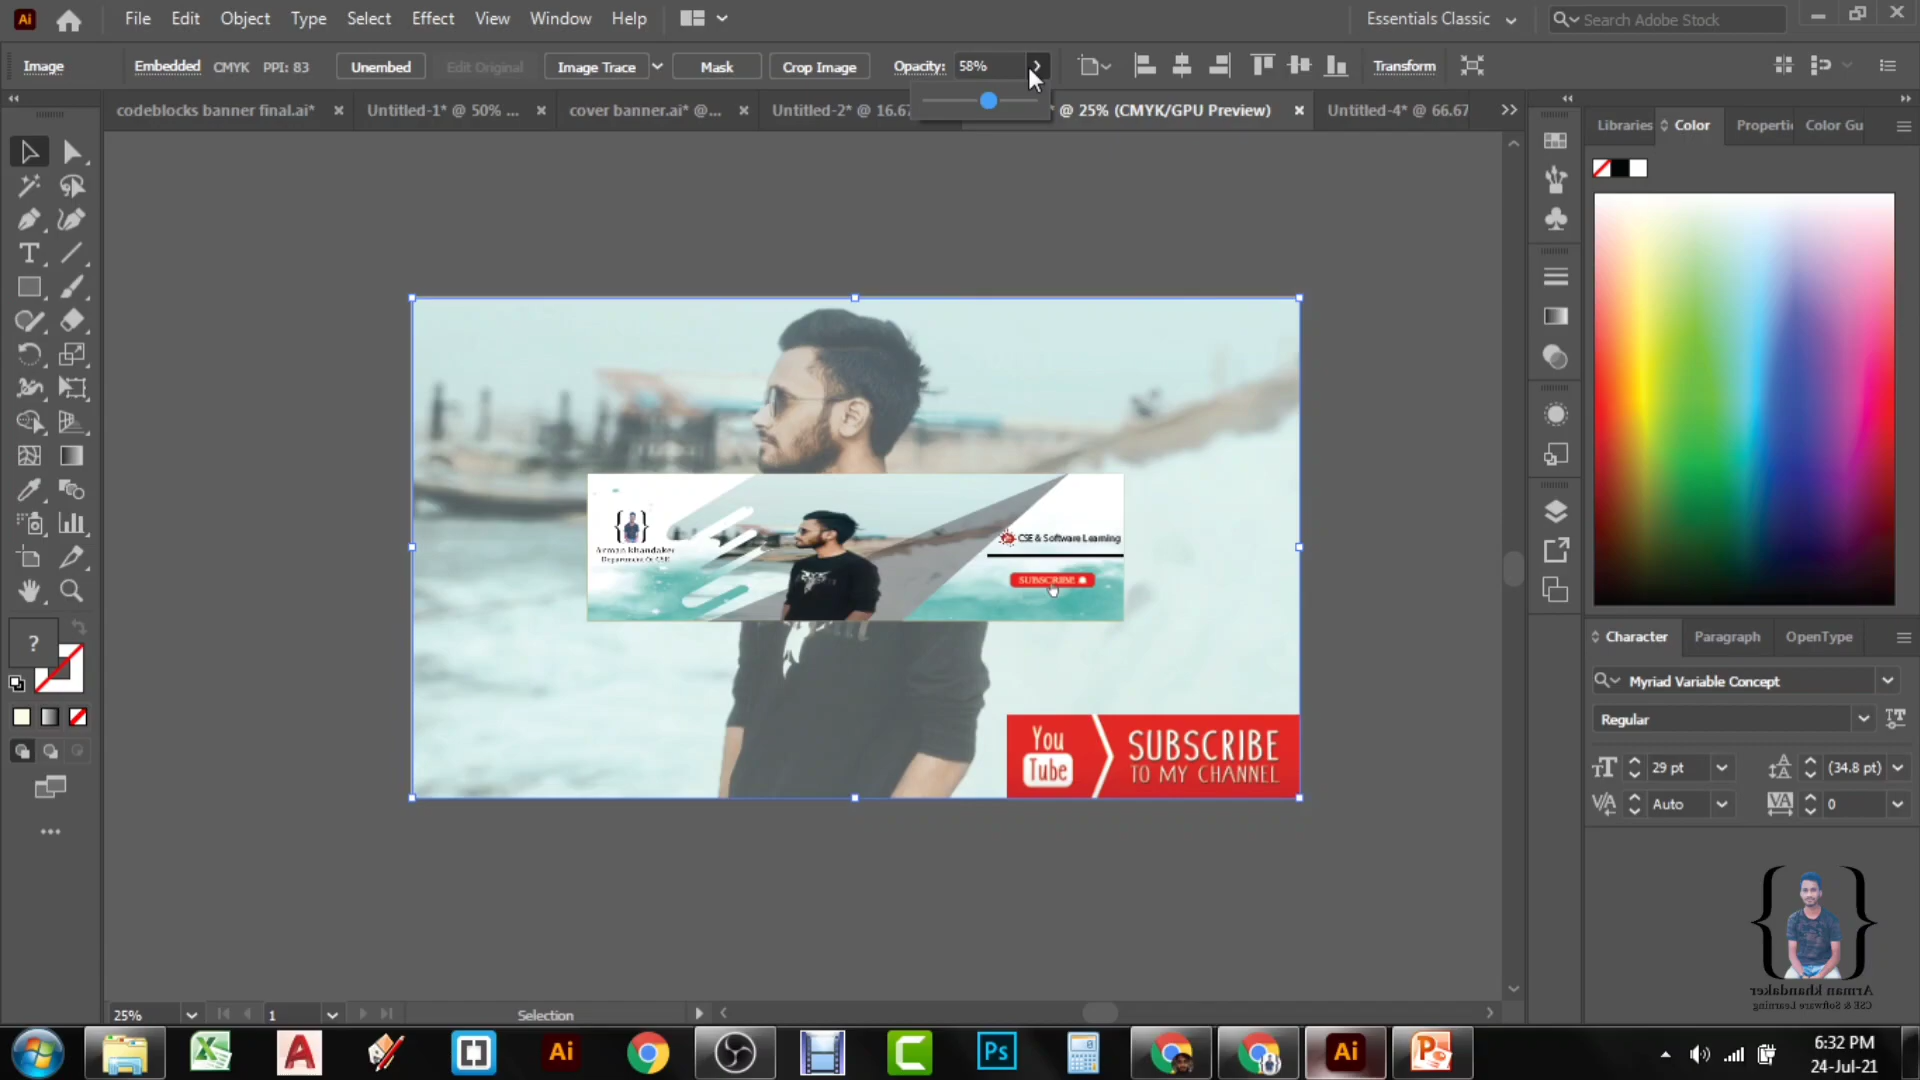 Ai File Edit Object Type Select Effect View Window Help Essentials Classic Search Adobe Stock
Image Embedded CMYK PPI: 83 Unembed Edit Original Image Trace Mask Crop Image Opacity: 58% Transform
codeblocks banner final.ai* Untitled-1* @ 50% ... cover banner.ai* @... Untitled-2* @ 16.67 * @ 25% (CMYK/GPU Preview) Untitled-4* @ 66.67
Libraries Color Properti Color Gu
Arman khandaker
Department Of CSE
CSE & Software Learning
SUBSCRIBE
You
Tube
SUBSCRIBE
TO MY CHANNEL
?
Character Paragraph OpenType
Myriad Variable Concept
Regular
29 pt (34.8 pt)
Auto 0
Arman khandaker
CSE & Software Learning
25% 1 Selection
Ai Ps Ai
6:32 PM
24-Jul-21